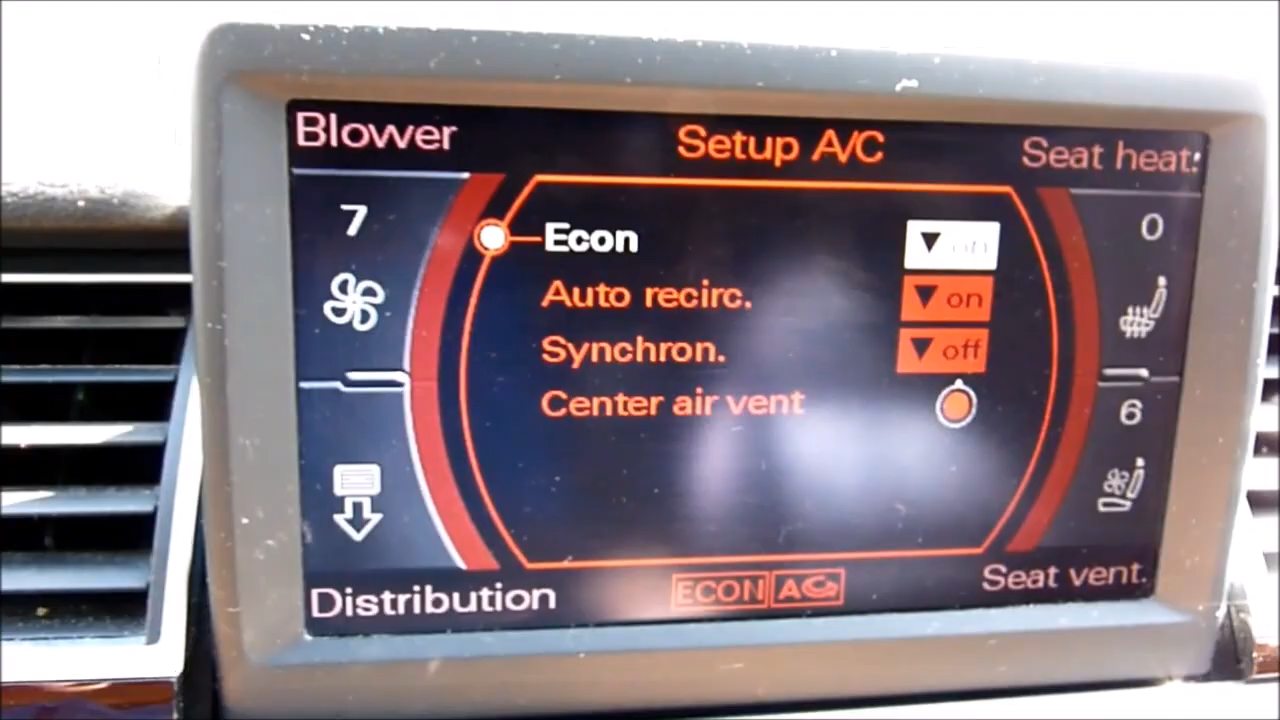 Blower
Setup A/C
Seat heat.
7
0
Econ
on
Auto recirc.
on
Synchron.
off
Center air vent
6
Distribution
ECON
A
Seat vent.